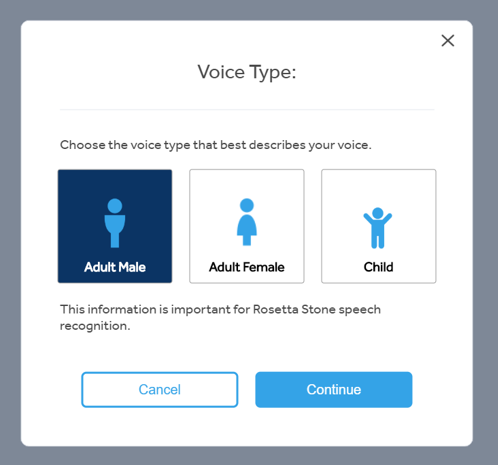 Voice Type:
Choose the voice type that best describes your voice.
Adult Male
Adult Female
Child
This information is important for Rosetta Stone speech
recognition.
Cancel
Continue